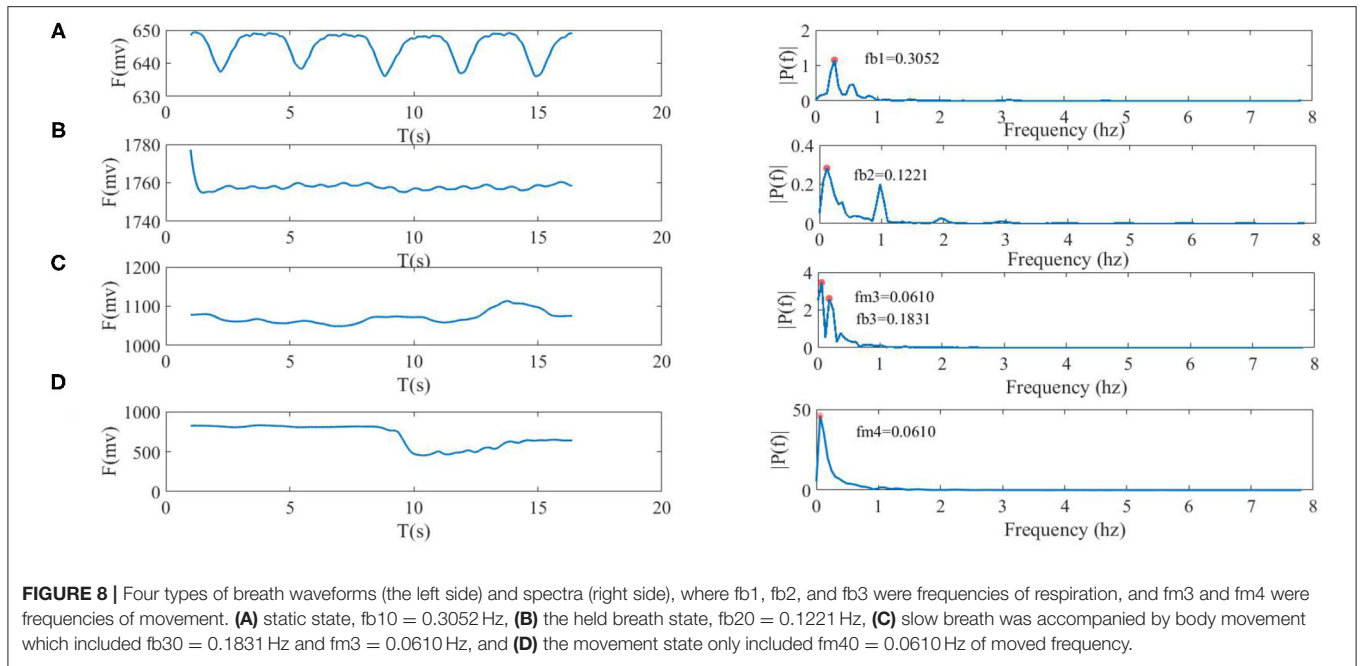 A
650
640
630
F(mv)
0 5 10 15 20
T(s)
2
1
0
|P(f)|
fb1=0.3052
0 1 2 3 4 5 6 7 8
Frequency (hz)
B
1780
1760
1740
F(mv)
0 5 10 15 20
T(s)
0.4
0.2
0
|P(f)|
fb2=0.1221
0 1 2 3 4 5 6 7 8
Frequency (hz)
C
1200
1100
1000
F(mv)
0 5 10 15 20
T(s)
4
2
0
|P(f)|
fm3=0.0610
fb3=0.1831
0 1 2 3 4 5 6 7 8
Frequency (hz)
D
1000
500
0
F(mv)
0 5 10 15 20
T(s)
50
0
|P(f)|
fm4=0.0610
0 1 2 3 4 5 6 7 8
Frequency (hz)
FIGURE 8 | Four types of breath waveforms (the left side) and spectra (right side), where fb1, fb2, and fb3 were frequencies of respiration, and fm3 and fm4 were
frequencies of movement. (A) static state, fb10 = 0.3052 Hz, (B) the held breath state, fb20 = 0.1221 Hz, (C) slow breath was accompanied by body movement
which included fb30 = 0.1831 Hz and fm3 = 0.0610 Hz, and (D) the movement state only included fm40 = 0.0610 Hz of moved frequency.